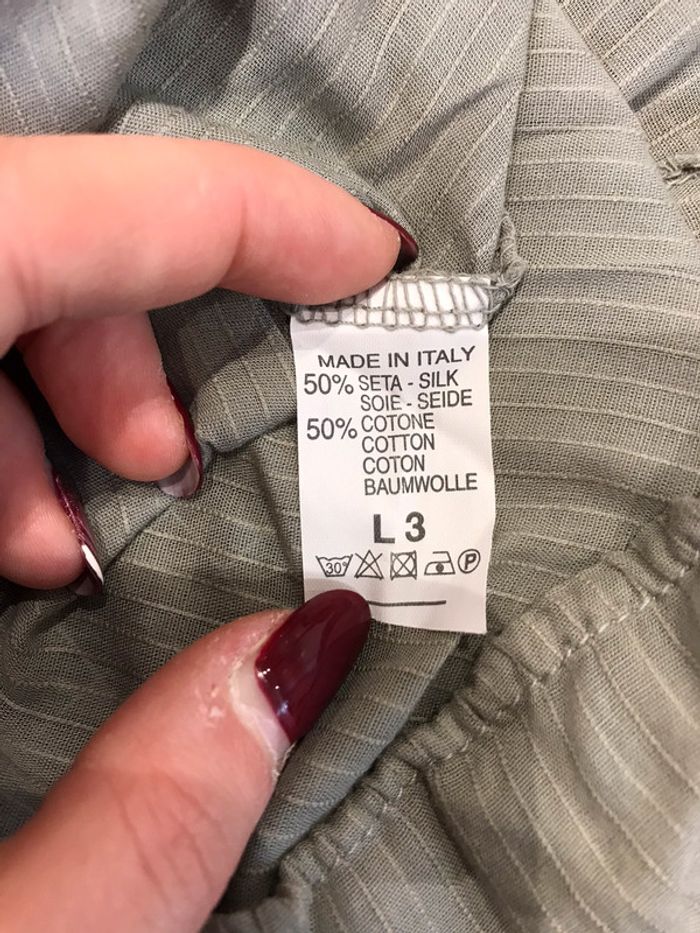 MADE IN ITALY
50% SETA - SILK
SOIE - SEIDE
50% COTONE
COTTON
COTON
BAUMWOLLE
L 3
30° P